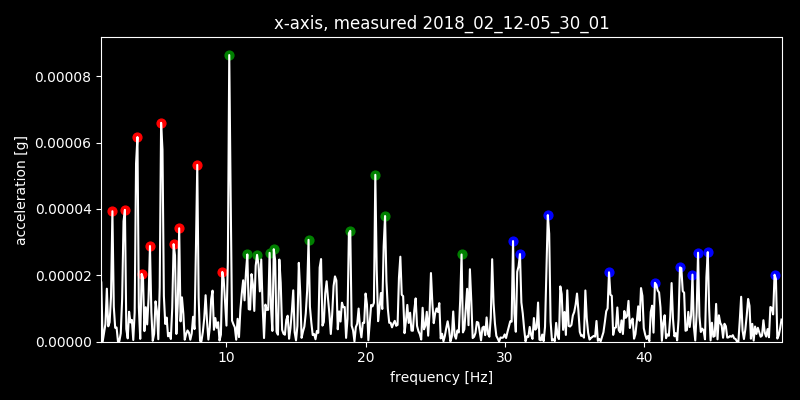 x-axis, measured 2018_02_12-05_30_01
0.00008
0.00006
0.00004
0.00002
0.00000
acceleration [g]
10 20 30 40
frequency [Hz]